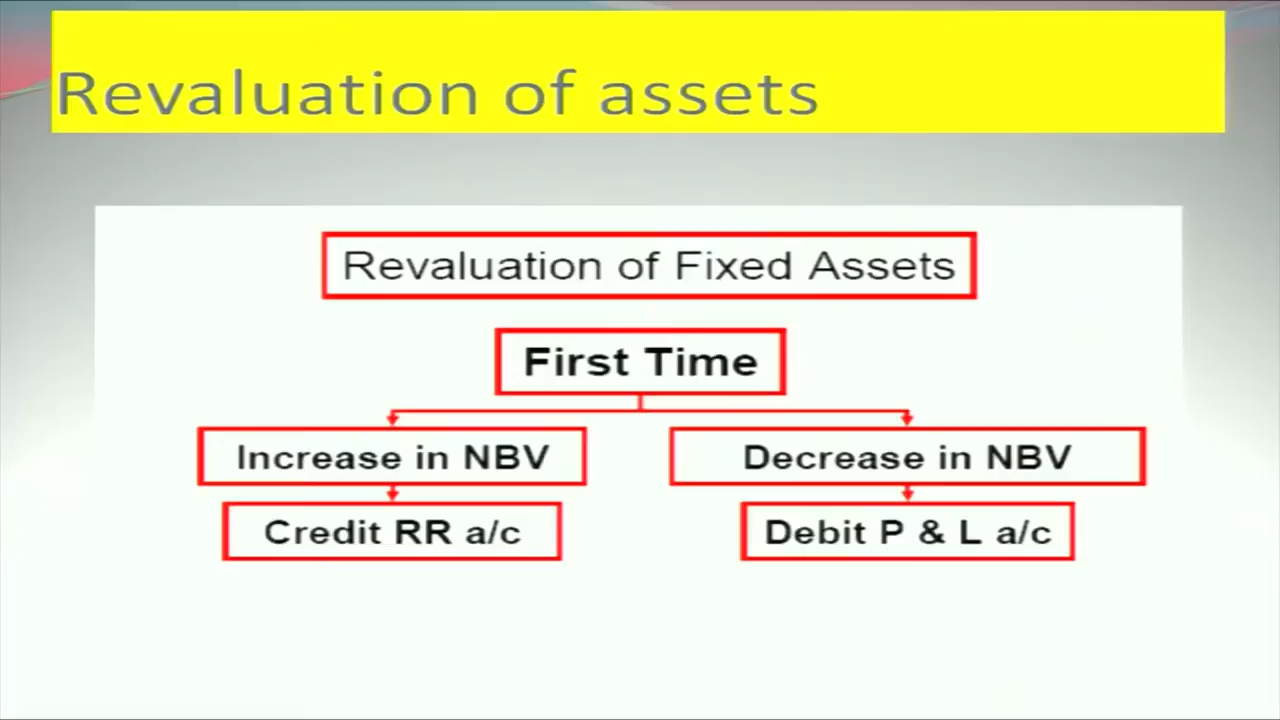 Revaluation of assets
Revaluation of Fixed Assets
First Time
Increase in NBV
Decrease in NBV
Credit RR a/c
Debit P & L a/c